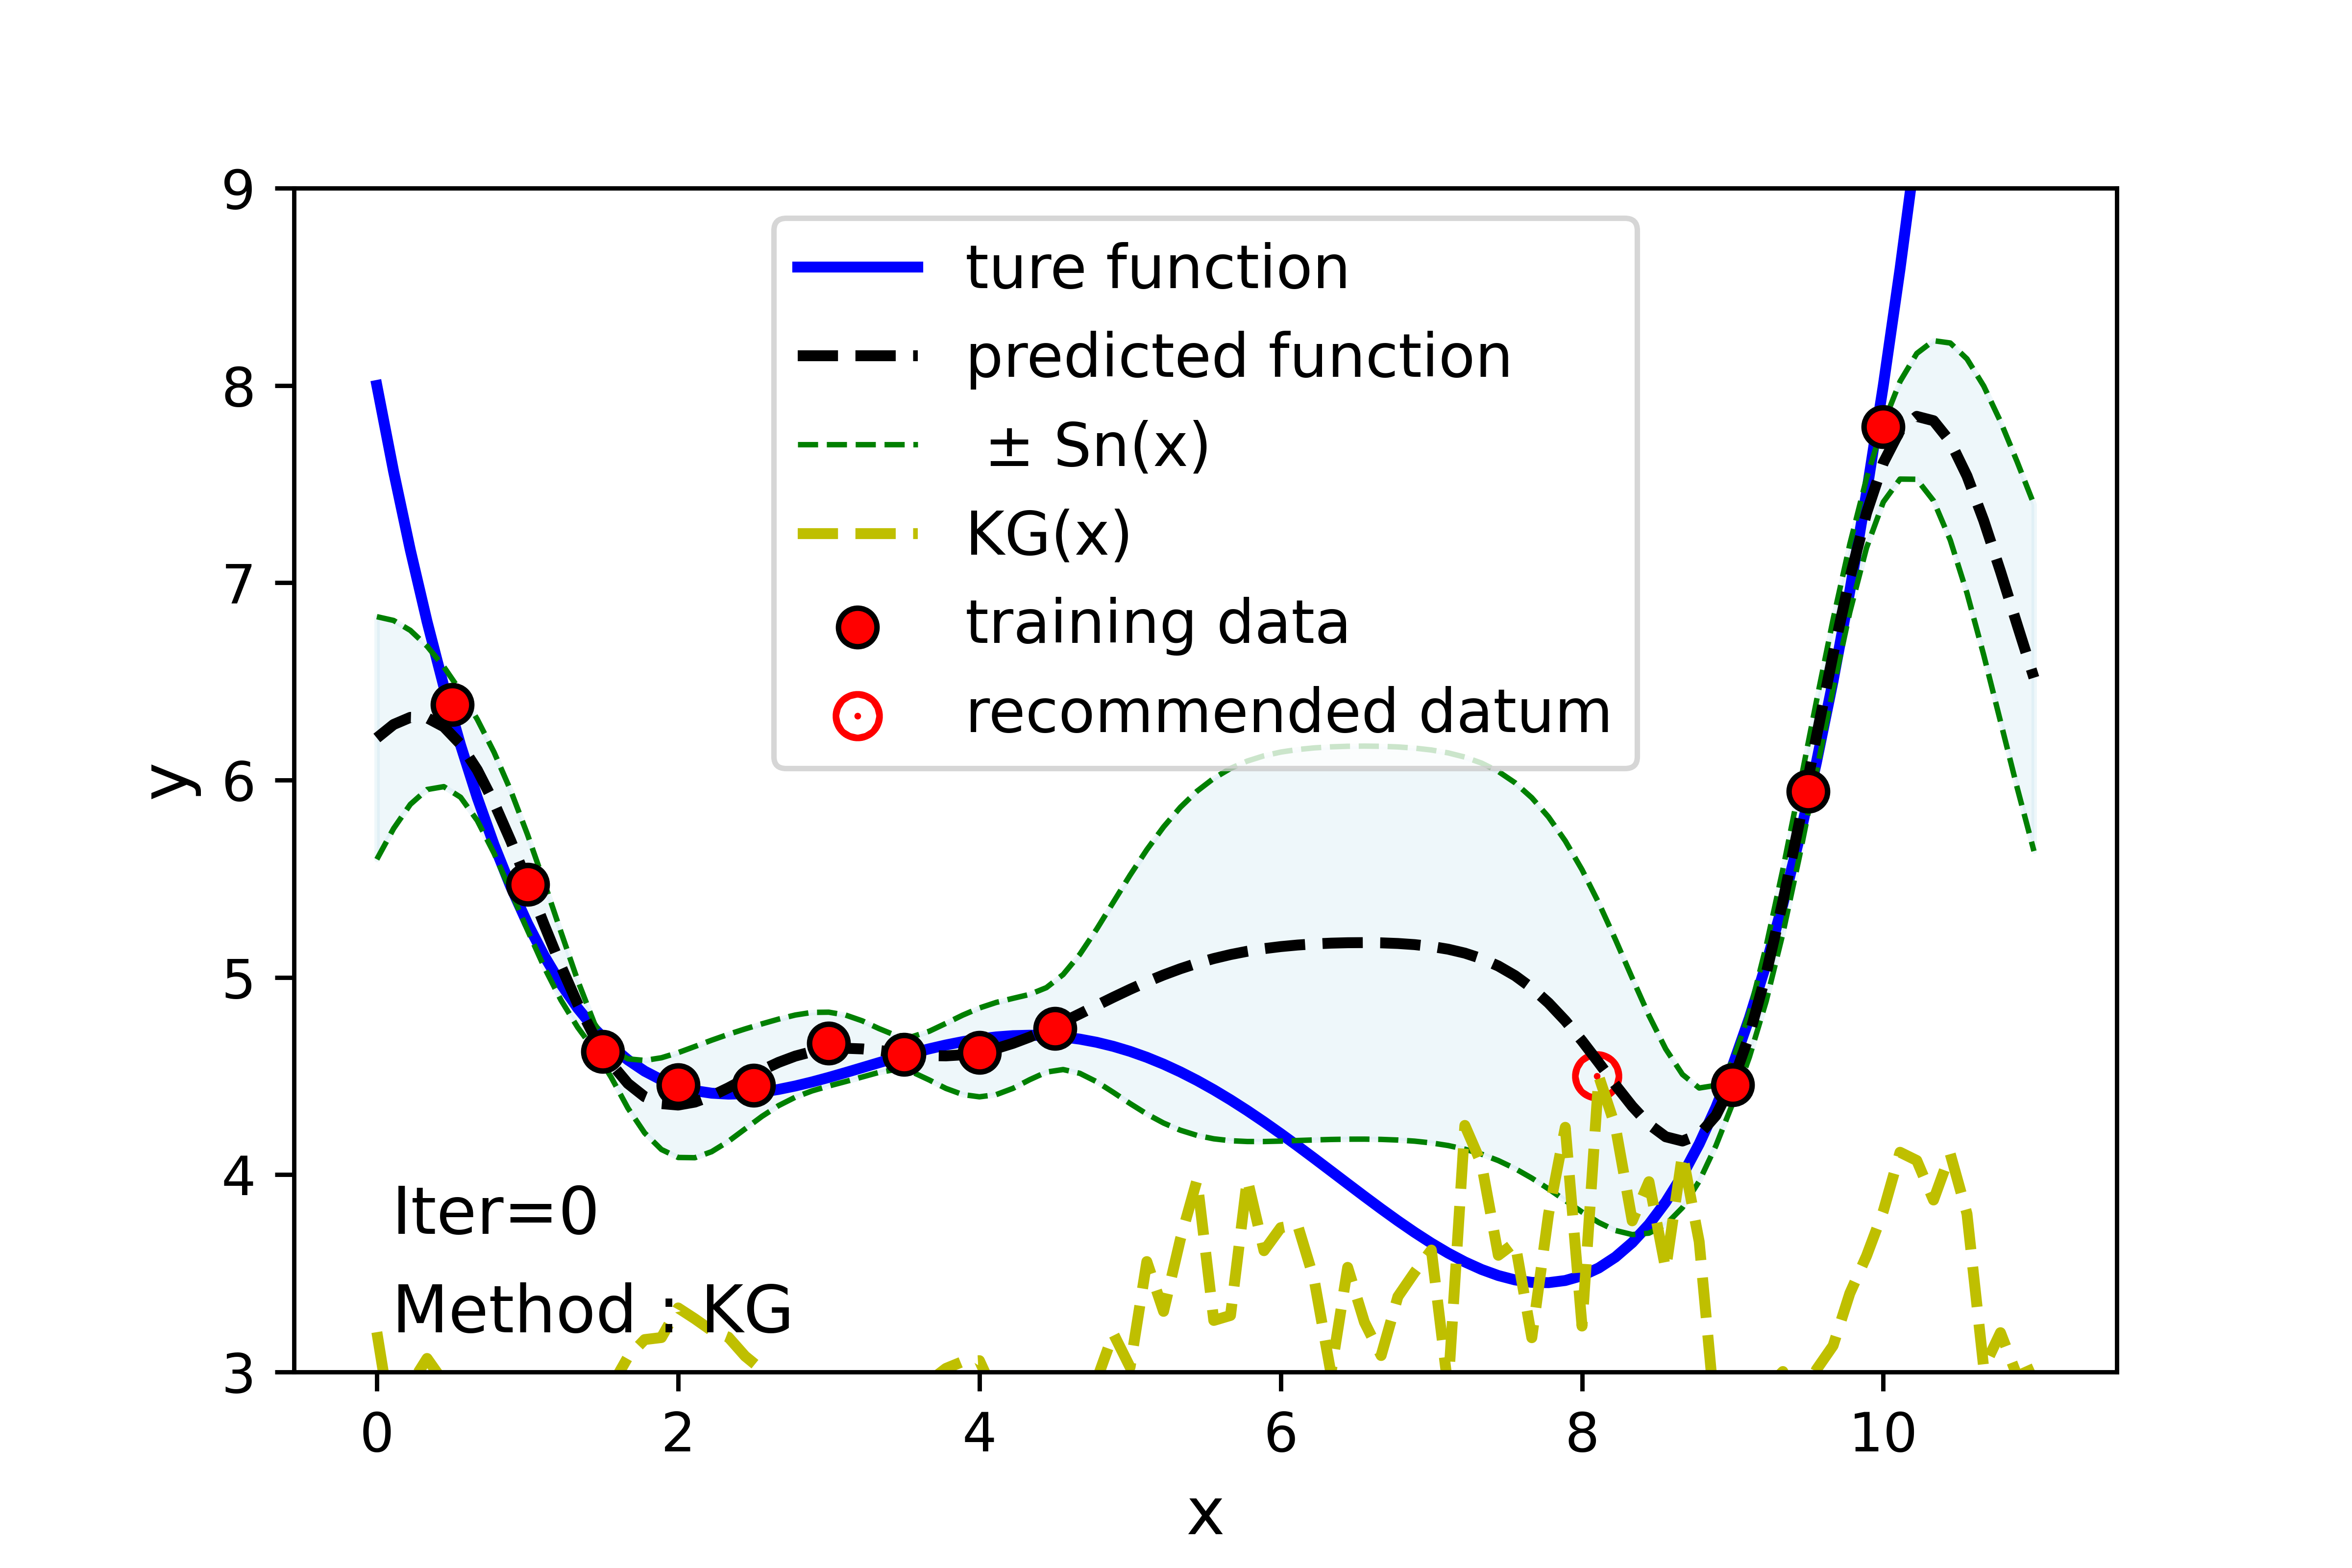 9
8
7
6
5
4
3
y
ture function
predicted function
± Sn(x)
KG(x)
training data
recommended datum
Iter=0
Method : KG
0 2 4 6 8 10
x